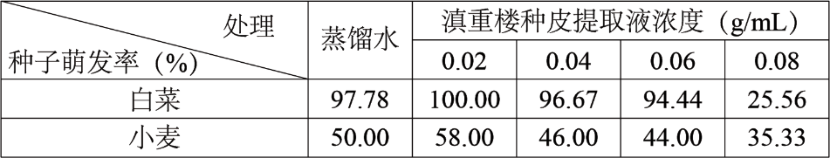 处理
种子萌发率（%）
蒸馏水
滇重楼种皮提取液浓度（g/mL）
0.02 0.04 0.06 0.08
白菜 97.78 100.00 96.67 94.44 25.56
小麦 50.00 58.00 46.00 44.00 35.33